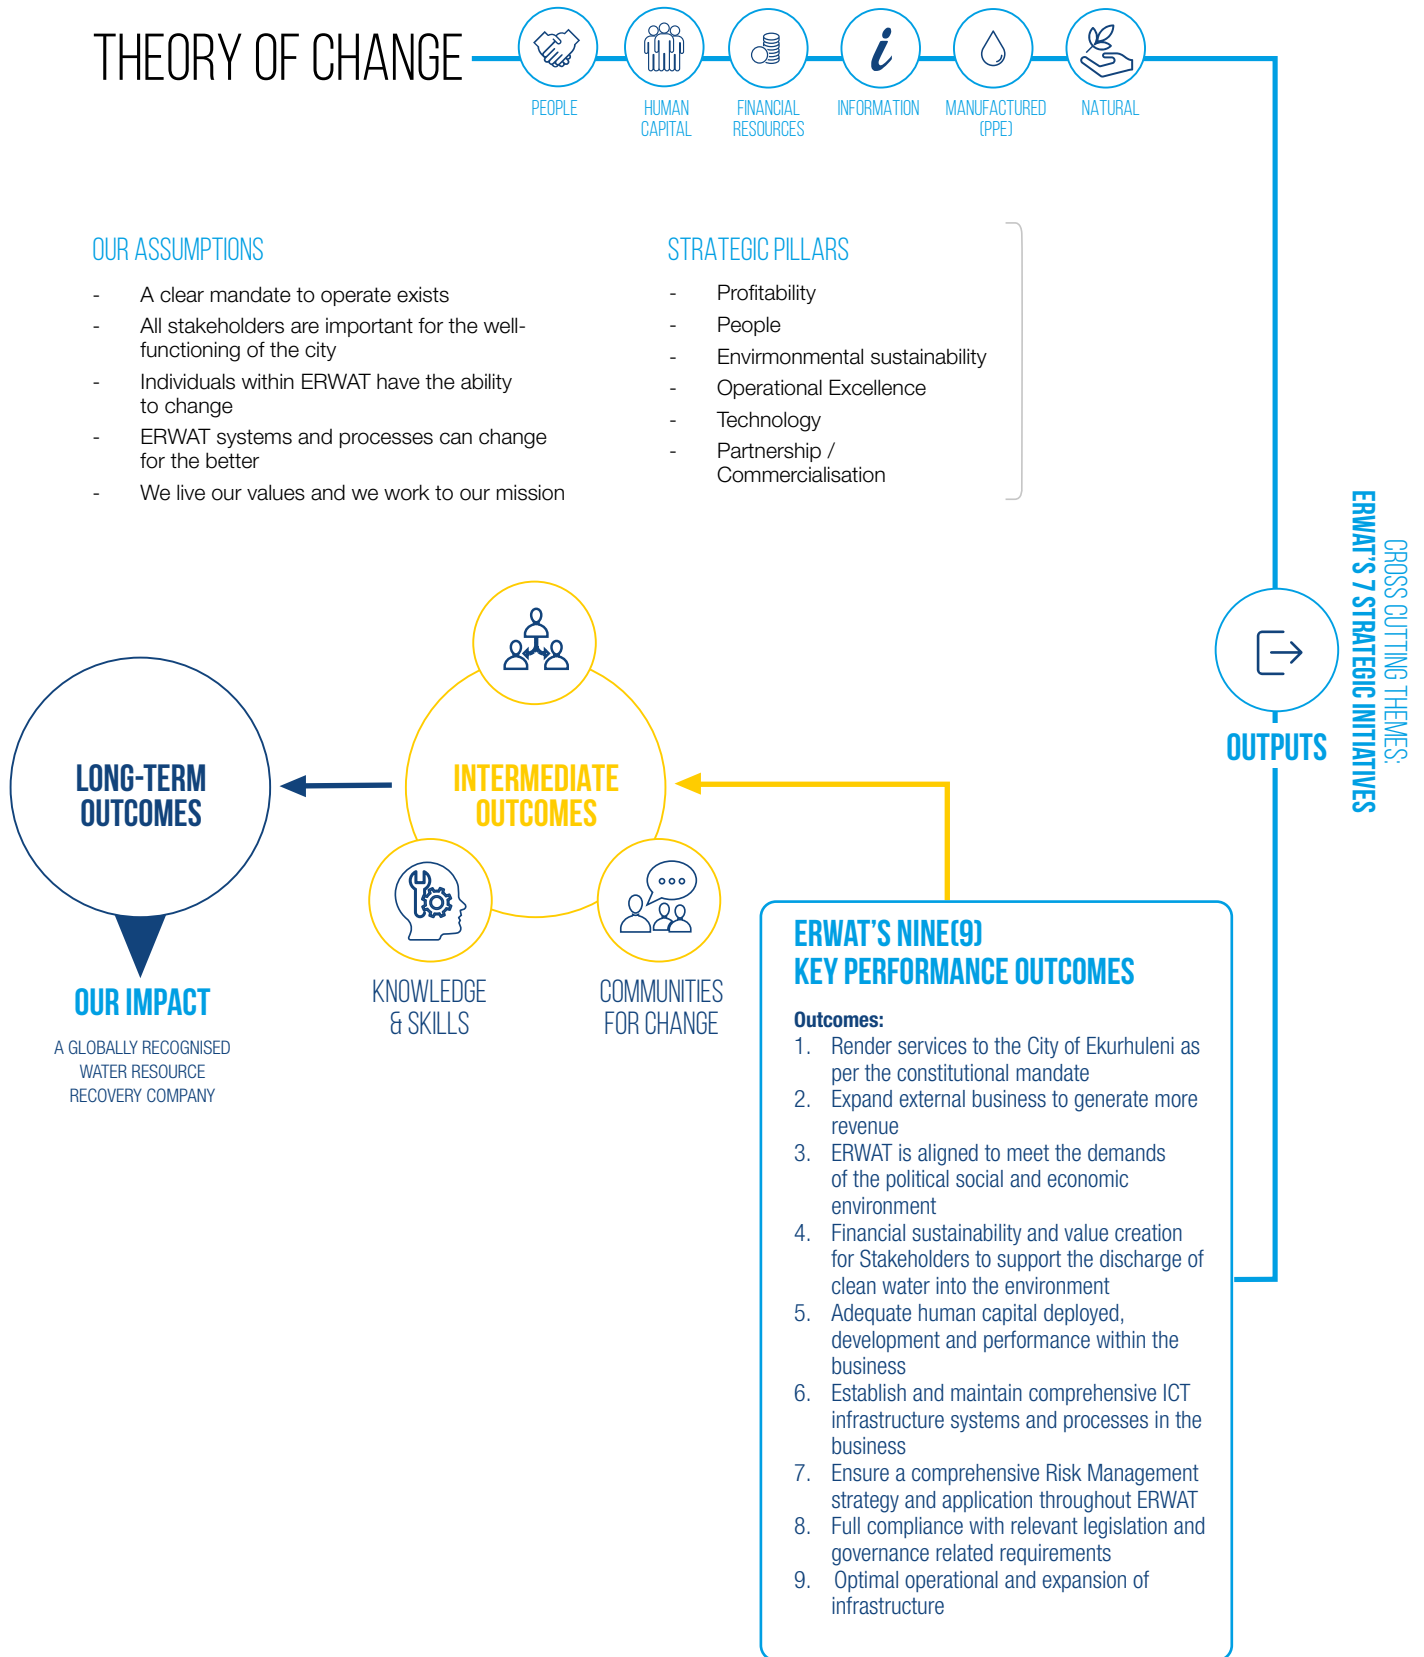 THEORY OF CHANGE
PEOPLE
HUMAN
CAPITAL
FINANCIAL
RESOURCES
INFORMATION
MANUFACTURED
(PPE)
NATURAL
OUR ASSUMPTIONS
- A clear mandate to operate exists
- All stakeholders are important for the well-
functioning of the city
- Individuals within ERWAT have the ability
to change
- ERWAT systems and processes can change
for the better
- We live our values and we work to our mission
STRATEGIC PILLARS
- Profitability
- People
- Envirmonmental sustainability
- Operational Excellence
- Technology
- Partnership /
Commercialisation
CROSS CUTTING THEMES:
ERWAT'S 7 STRATEGIC INITIATIVES
OUTPUTS
LONG-TERM
OUTCOMES
INTERMEDIATE
OUTCOMES
OUR IMPACT
A GLOBALLY RECOGNISED
WATER RESOURCE
RECOVERY COMPANY
KNOWLEDGE
& SKILLS
COMMUNITIES
FOR CHANGE
ERWAT'S NINE(9)
KEY PERFORMANCE OUTCOMES
Outcomes:
1. Render services to the City of Ekurhuleni as
per the constitutional mandate
2. Expand external business to generate more
revenue
3. ERWAT is aligned to meet the demands
of the political social and economic
environment
4. Financial sustainability and value creation
for Stakeholders to support the discharge of
clean water into the environment
5. Adequate human capital deployed,
development and performance within the
business
6. Establish and maintain comprehensive ICT
infrastructure systems and processes in the
business
7. Ensure a comprehensive Risk Management
strategy and application throughout ERWAT
8. Full compliance with relevant legislation and
governance related requirements
9. Optimal operational and expansion of
infrastructure